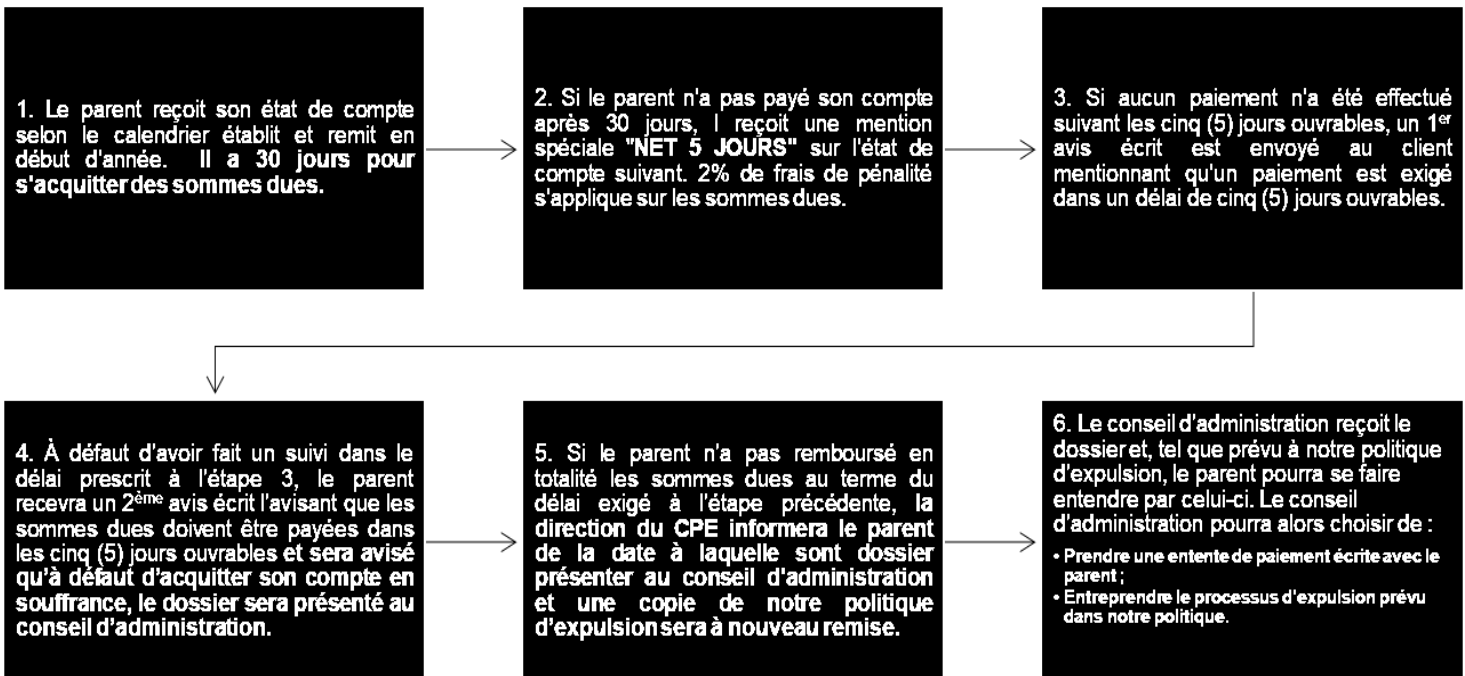 1. Le parent reçoit son état de compte
selon le calendrier établit et remit en
début d'année. Il a 30 jours pour
s'acquitter des sommes dues.
2. Si le parent n'a pas payé son compte
après 30 jours, l reçoit une mention
spéciale "NET 5 JOURS" sur l'état de
compte suivant. 2% de frais de pénalité
s'applique sur les sommes dues.
3. Si aucun paiement n'a été effectué
suivant les cinq (5) jours ouvrables, un 1er
avis écrit est envoyé au client
mentionnant qu'un paiement est exigé
dans un délai de cinq (5) jours ouvrables.
4. À défaut d'avoir fait un suivi dans le
délai prescrit à l'étape 3, le parent
recevra un 2ème avis écrit l'avisant que les
sommes dues doivent être payées dans
les cinq (5) jours ouvrables et sera avisé
qu'à défaut d'acquitter son compte en
souffrance, le dossier sera présenté au
conseil d'administration.
5. Si le parent n'a pas remboursé en
totalité les sommes dues au terme du
délai exigé à l'étape précédente, la
direction du CPE informera le parent
de la date à laquelle sont dossier
présenter au conseil d'administration
et une copie de notre politique
d'expulsion sera à nouveau remise.
6. Le conseil d'administration reçoit le
dossier et, tel que prévu à notre politique
d'expulsion, le parent pourra se faire
entendre par celui-ci. Le conseil
d'administration pourra alors choisir de :
• Prendre une entente de paiement écrite avec le
parent ;
• Entreprendre le processus d'expulsion prévu
dans notre politique.